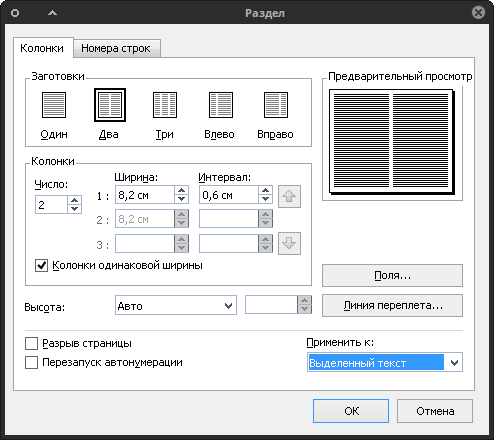 Раздел
Колонки
Номера строк
Заготовки
Один
Два
Три
Влево
Вправо
Предварительный просмотр
Колонки
Число:
2
Ширина:
Интервал:
1 : 8,2 см 0,6 см
2 : 8,2 см
3 :
Колонки одинаковой ширины
Поля...
Высота: Авто
Линия переплета...
Разрыв страницы
Перезапуск автонумерации
Применить к:
Выделенный текст
OK
Отмена